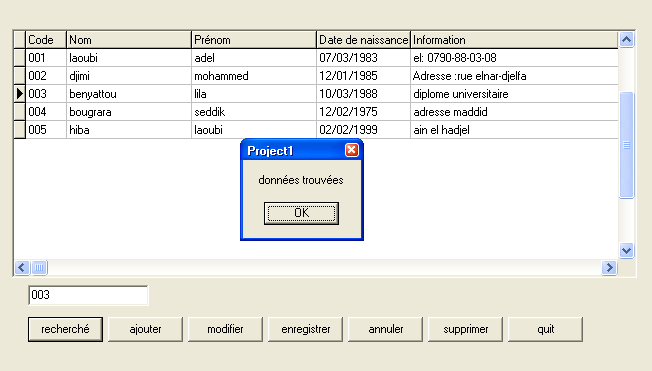 Code Nom Prénom Date de naissance Information
001 laoubi adel 07/03/1983 el: 0790-88-03-08
002 djimi mohammed 12/01/1985 Adresse :rue elnar-djelfa
003 benyattou lila 10/03/1988 diplome universitaire
004 bougrara seddik 12/02/1975 adresse maddid
005 hiba laoubi 02/02/1999 ain el hadjel
Project1
données trouvées
OK
003
recherché ajouter modifier enregistrer annuler supprimer quit